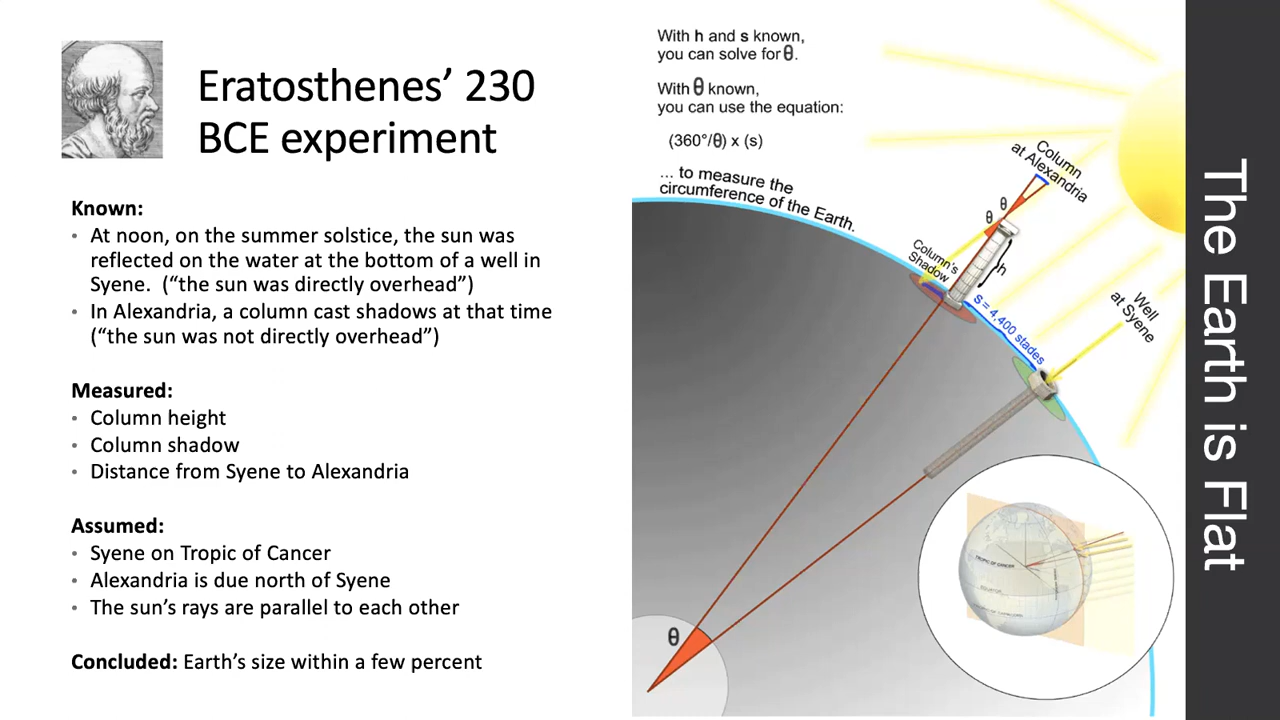 Eratosthenes’ 230
BCE experiment
Known:
• At noon, on the summer solstice, the sun was
reflected on the water at the bottom of a well in
Syene. (“the sun was directly overhead”)
• In Alexandria, a column cast shadows at that time
(“the sun was not directly overhead”)
Measured:
• Column height
• Column shadow
• Distance from Syene to Alexandria
Assumed:
• Syene on Tropic of Cancer
• Alexandria is due north of Syene
• The sun’s rays are parallel to each other
Concluded: Earth’s size within a few percent
With h and s known,
you can solve for θ.
With θ known,
you can use the equation:
(360°/θ) x (s)
... to measure the
circumference of the Earth.
Column
at Alexandria
θ
θ
Column's
Shadow
h
s = 4,400 stades
Well
at Syene
θ
TROPIC OF CANCER
EQUATOR
TROPIC OF CAPRICORN
The Earth is Flat